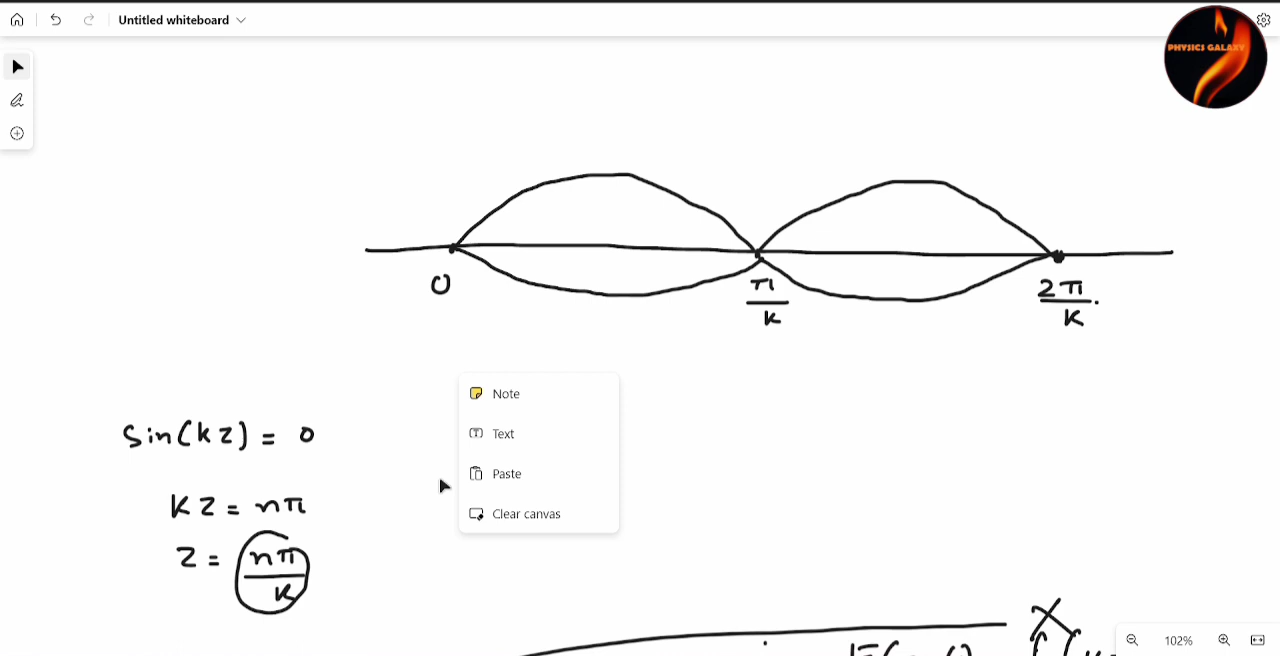 Untitled whiteboard
PHYSICS GALAXY
0
π/k
2π/k.
Note
Text
Paste
Clear canvas
Sin(kz) = 0
kz = nπ
z = nπ/k
102%